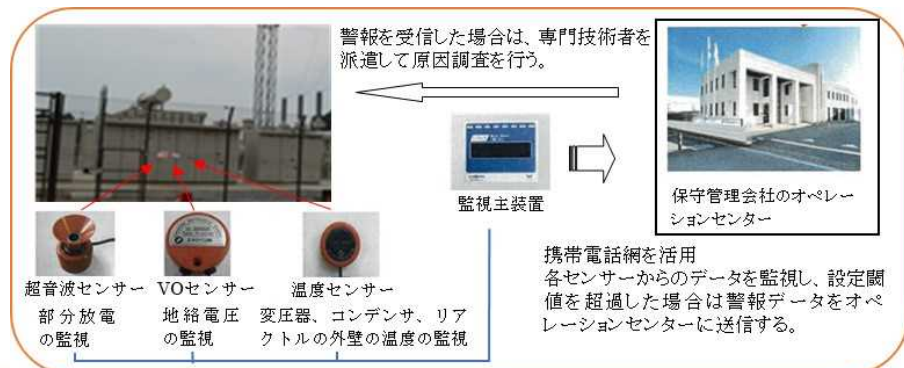 警報を受信した場合は、専門技術者を
派遣して原因調査を行う。
監視主装置
保守管理会社のオペレー
ションセンター
携帯電話網を活用
各センサーからのデータを監視し、設定閾
値を超過した場合は警報データをオペ
レーションセンターに送信する。
超音波センサー
部分放電
の監視
VOセンサー
地絡電圧
の監視
温度センサー
変圧器、コンデンサ、リア
クトルの外壁の温度の監視